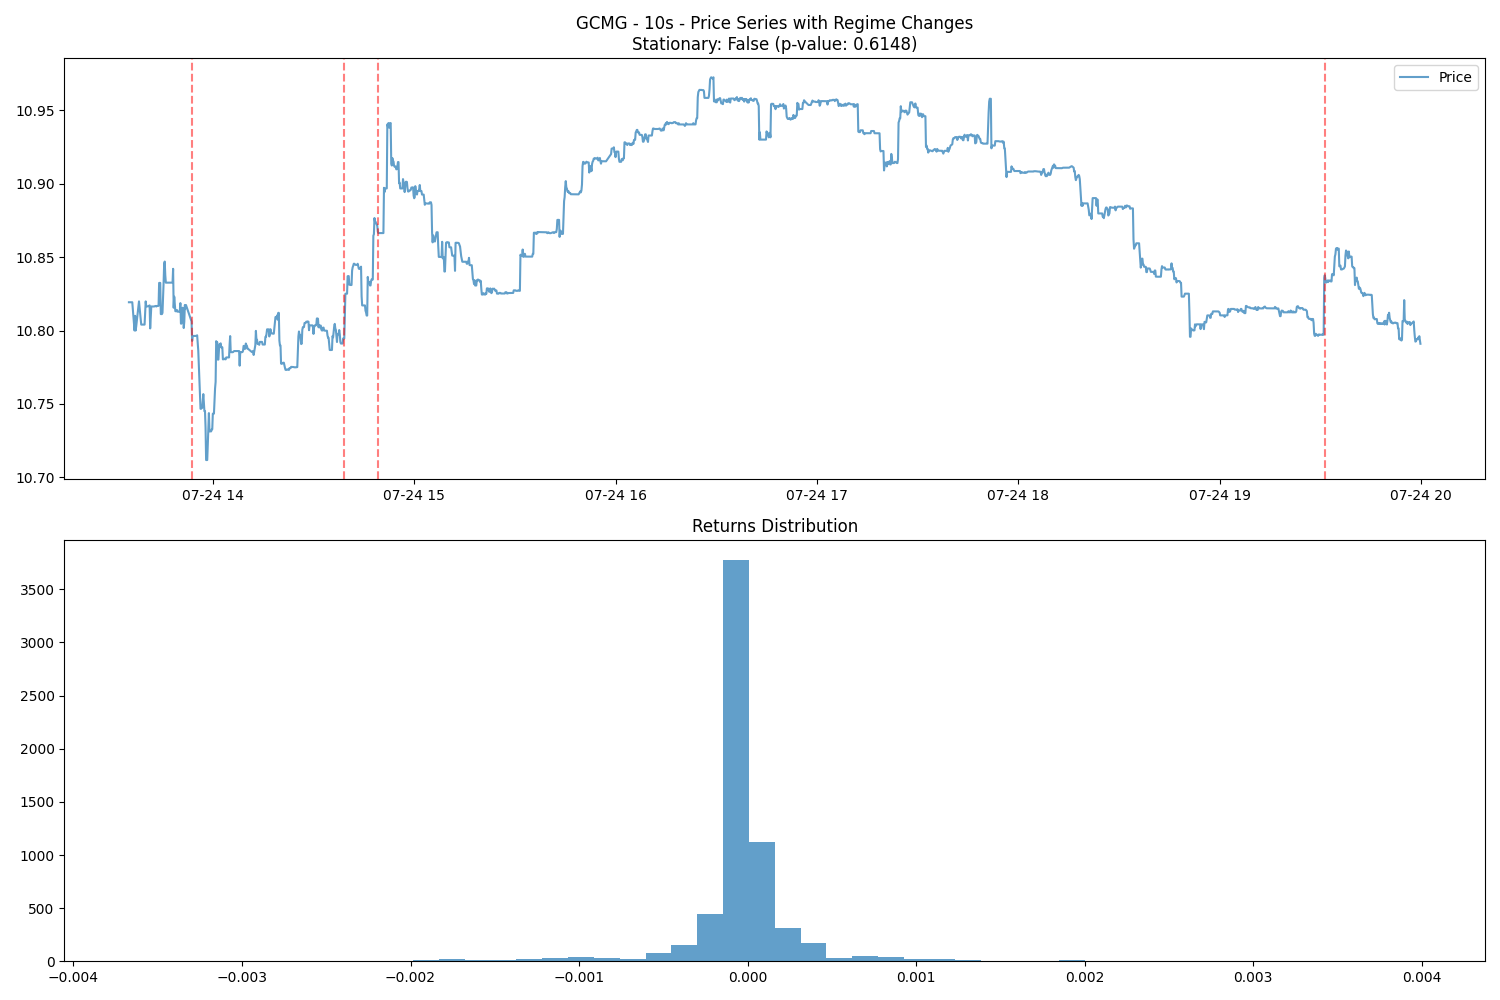 GCMG - 10s - Price Series with Regime Changes
Stationary: False (p-value: 0.6148)
Price
10.95
10.90
10.85
10.80
10.75
10.70
07-24 14 07-24 15 07-24 16 07-24 17 07-24 18 07-24 19 07-24 20
Returns Distribution
3500
3000
2500
2000
1500
1000
500
0
−0.004 −0.003 −0.002 −0.001 0.000 0.001 0.002 0.003 0.004